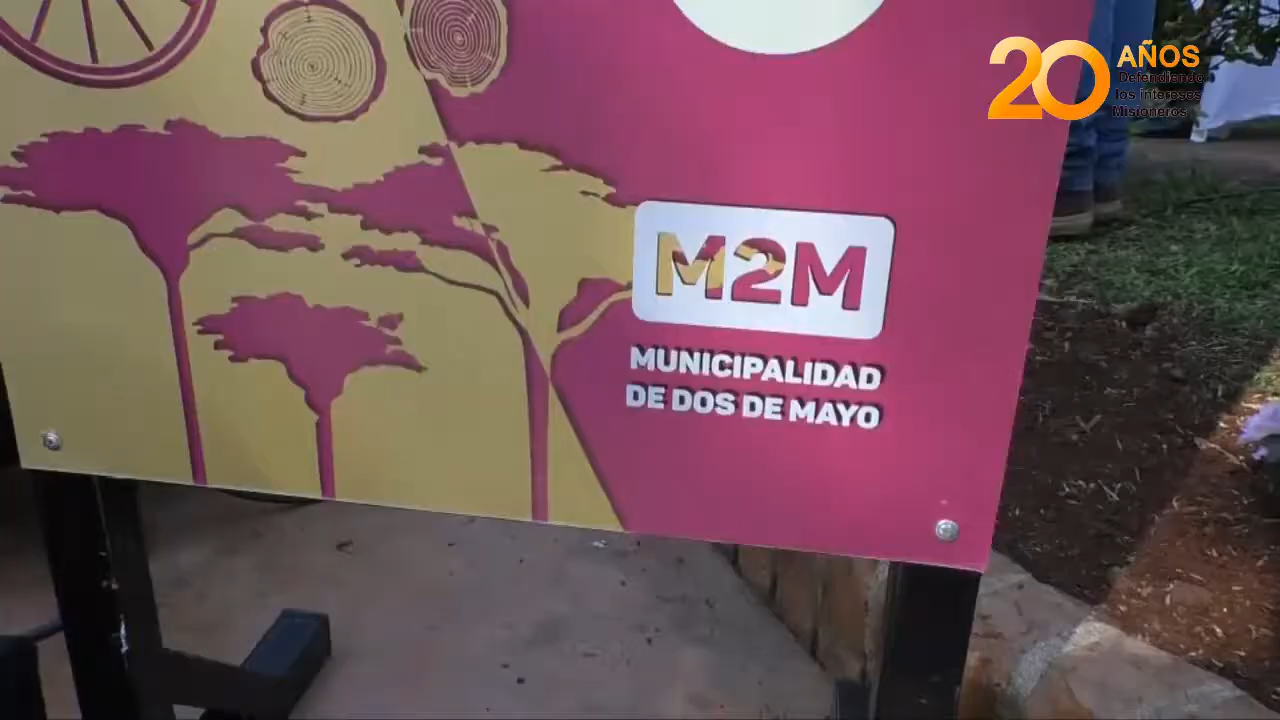 20 AÑOS
Defendiendo
los intereses
Misioneros
M2M
MUNICIPALIDAD
DE DOS DE MAYO